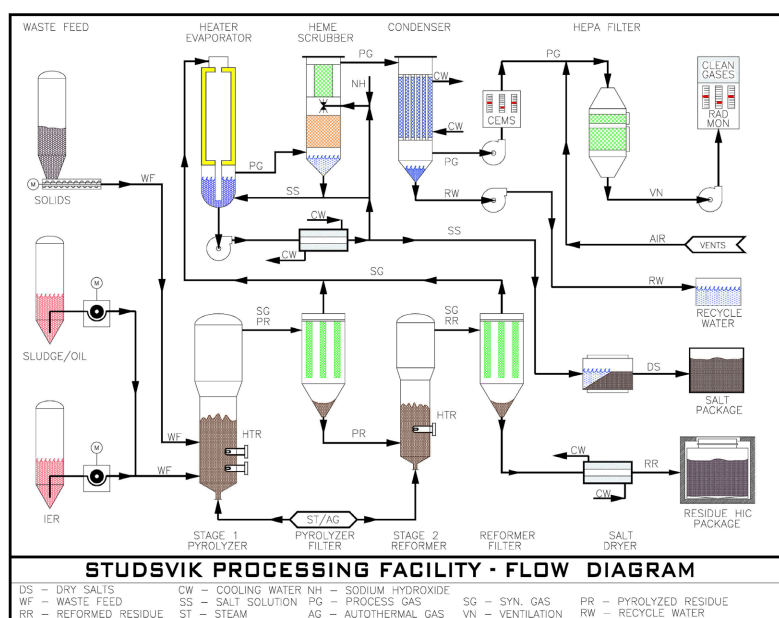 WASTE FEED
HEATER
EVAPORATOR
HEME
SCRUBBER
CONDENSER
HEPA FILTER
PG
NH
CW
CW
PG
CEMS
PG
CLEAN
GASES
RAD
MON
M
SOLIDS
WF
PG
SS
RW
VN
CW
CW
SS
AIR
VENTS
M
SLUDGE/OIL
SG
SG
PR
SG
RR
RW
RECYCLE
WATER
DS
SALT
PACKAGE
M
IER
WF
WF
HTR
PR
HTR
CW
CW
RR
RESIDUE HIC
PACKAGE
ST/AG
STAGE 1
PYROLYZER
PYROLYZER
FILTER
STAGE 2
REFORMER
REFORMER
FILTER
SALT
DRYER
STUDSVIK PROCESSING FACILITY - FLOW DIAGRAM
DS – DRY SALTS CW – COOLING WATER NH – SODIUM HYDROXIDE
WF – WASTE FEED SS – SALT SOLUTION PG – PROCESS GAS SG – SYN. GAS PR – PYROLYZED RESIDUE
RR – REFORMED RESIDUE ST – STEAM AG – AUTOTHERMAL GAS VN – VENTILATION RW – RECYCLE WATER